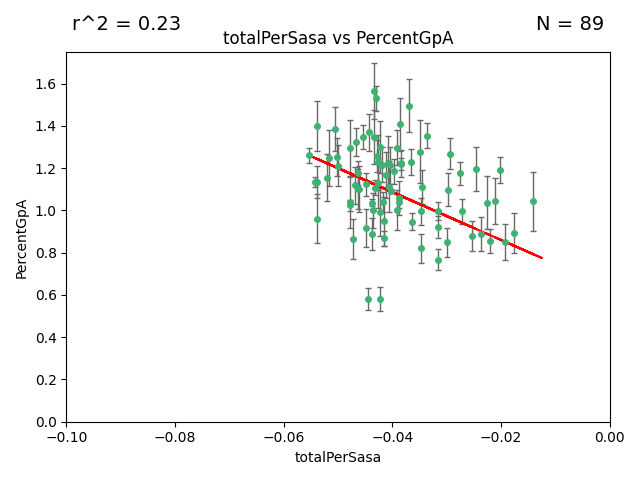 r^2 = 0.23
N = 89
totalPerSasa vs PercentGpA
PercentGpA
1.6
1.4
1.2
1.0
0.8
0.6
0.4
0.2
0.0
−0.10 −0.08 −0.06 −0.04 −0.02 0.00
totalPerSasa